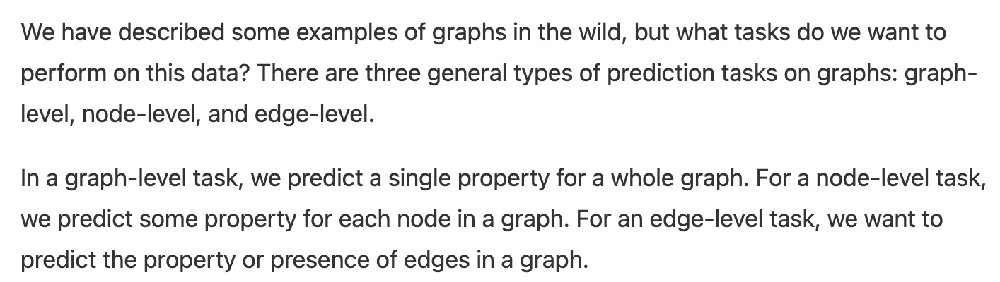 We have described some examples of graphs in the wild, but what tasks do we want to
perform on this data? There are three general types of prediction tasks on graphs: graph-
level, node-level, and edge-level.
In a graph-level task, we predict a single property for a whole graph. For a node-level task,
we predict some property for each node in a graph. For an edge-level task, we want to
predict the property or presence of edges in a graph.